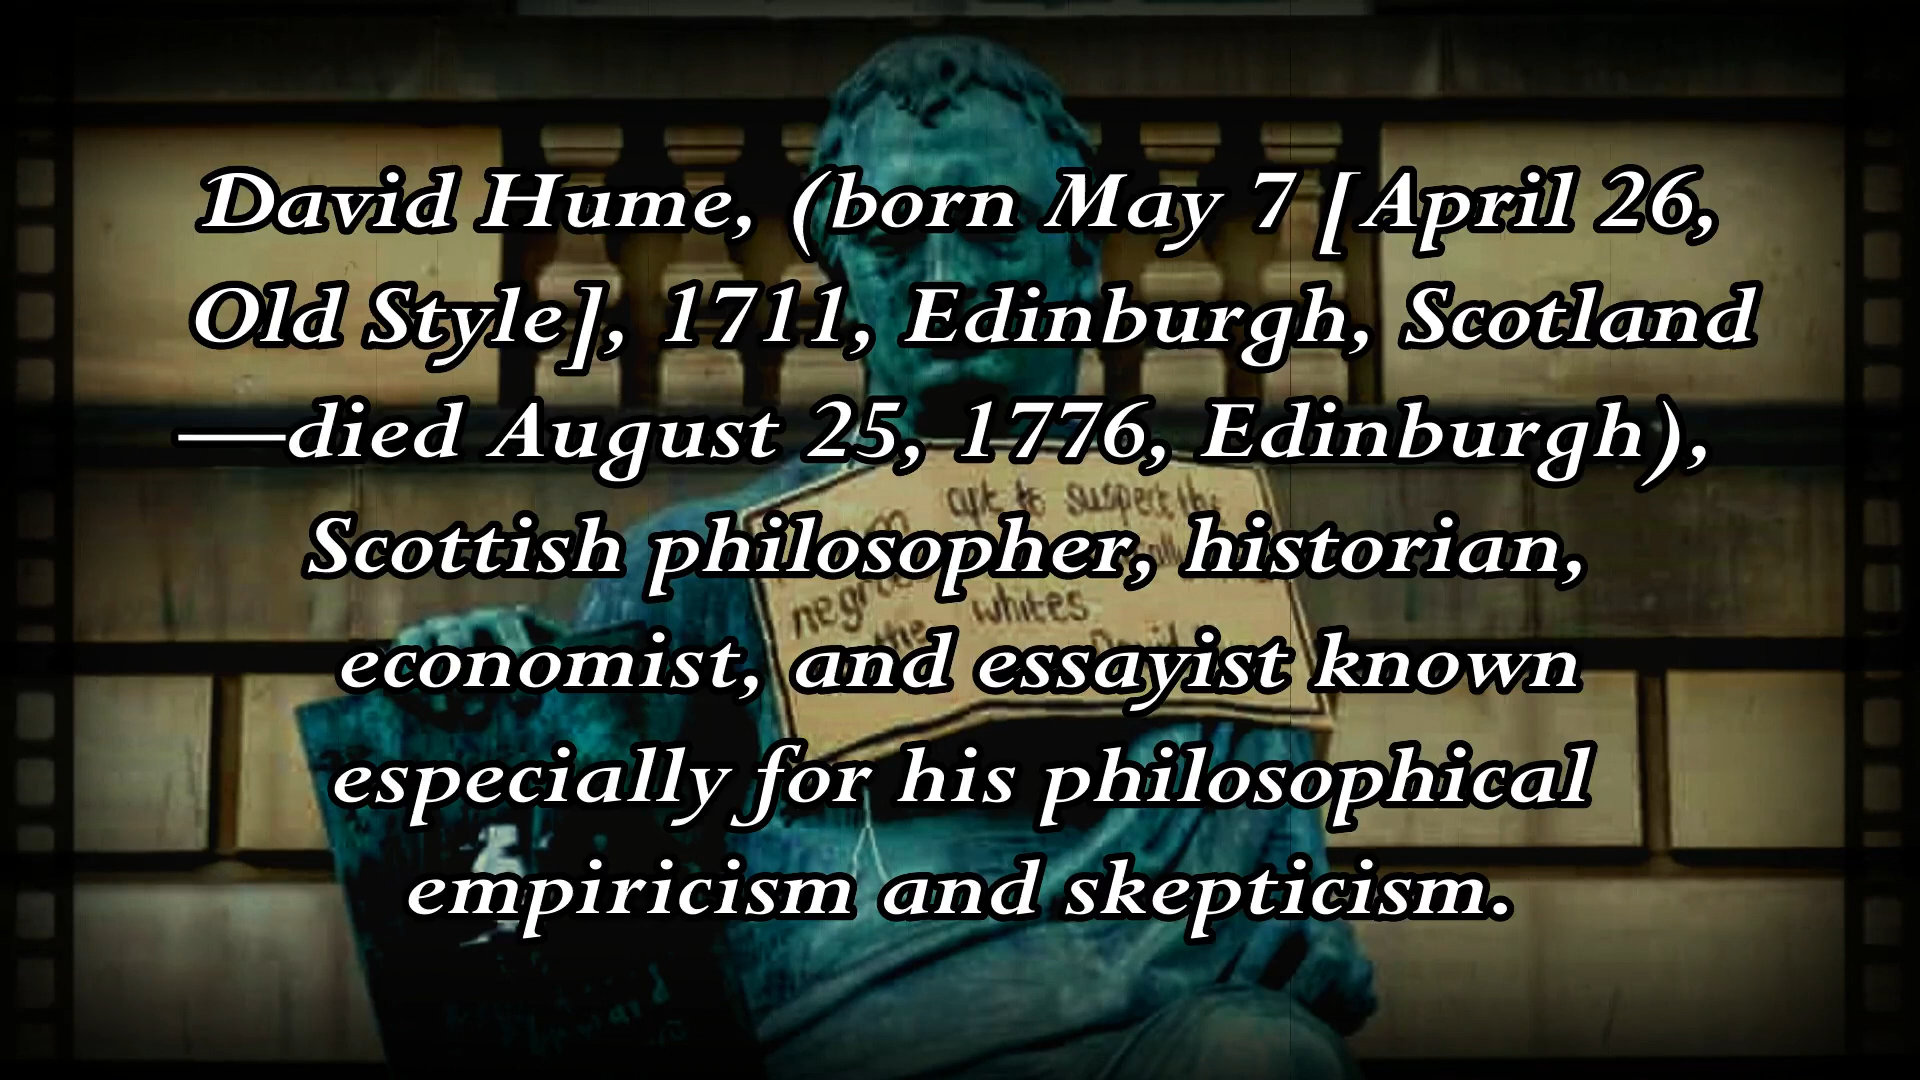 David Hume, (born May 7 [April 26,
Old Style], 1711, Edinburgh, Scotland
—died August 25, 1776, Edinburgh),
Scottish philosopher, historian,
economist, and essayist known
especially for his philosophical
empiricism and skepticism.
apt to suspect the
whites
the